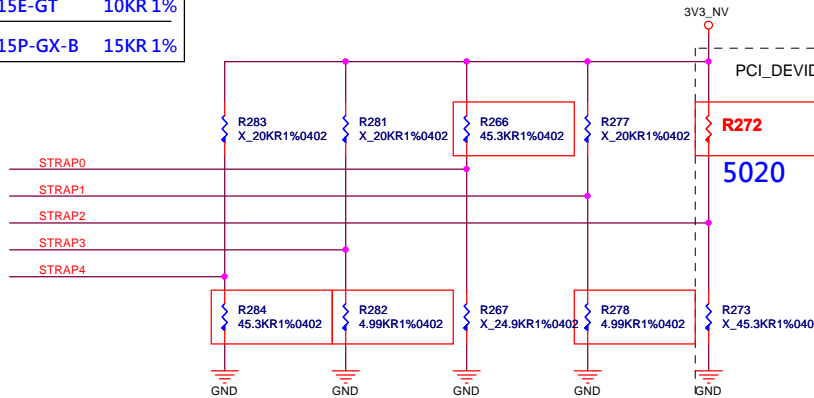 15E-GT 10KR 1%
15P-GX-B 15KR 1%
3V3_NV
PCI_DEVID
R283
X_20KR1%0402
R281
X_20KR1%0402
R266
45.3KR1%0402
R277
X_20KR1%0402
R272
5020
STRAP0
STRAP1
STRAP2
STRAP3
STRAP4
R284
45.3KR1%0402
R282
4.99KR1%0402
R267
X_24.9KR1%0402
R278
4.99KR1%0402
R273
X_45.3KR1%040
GND
GND
GND
GND
GND